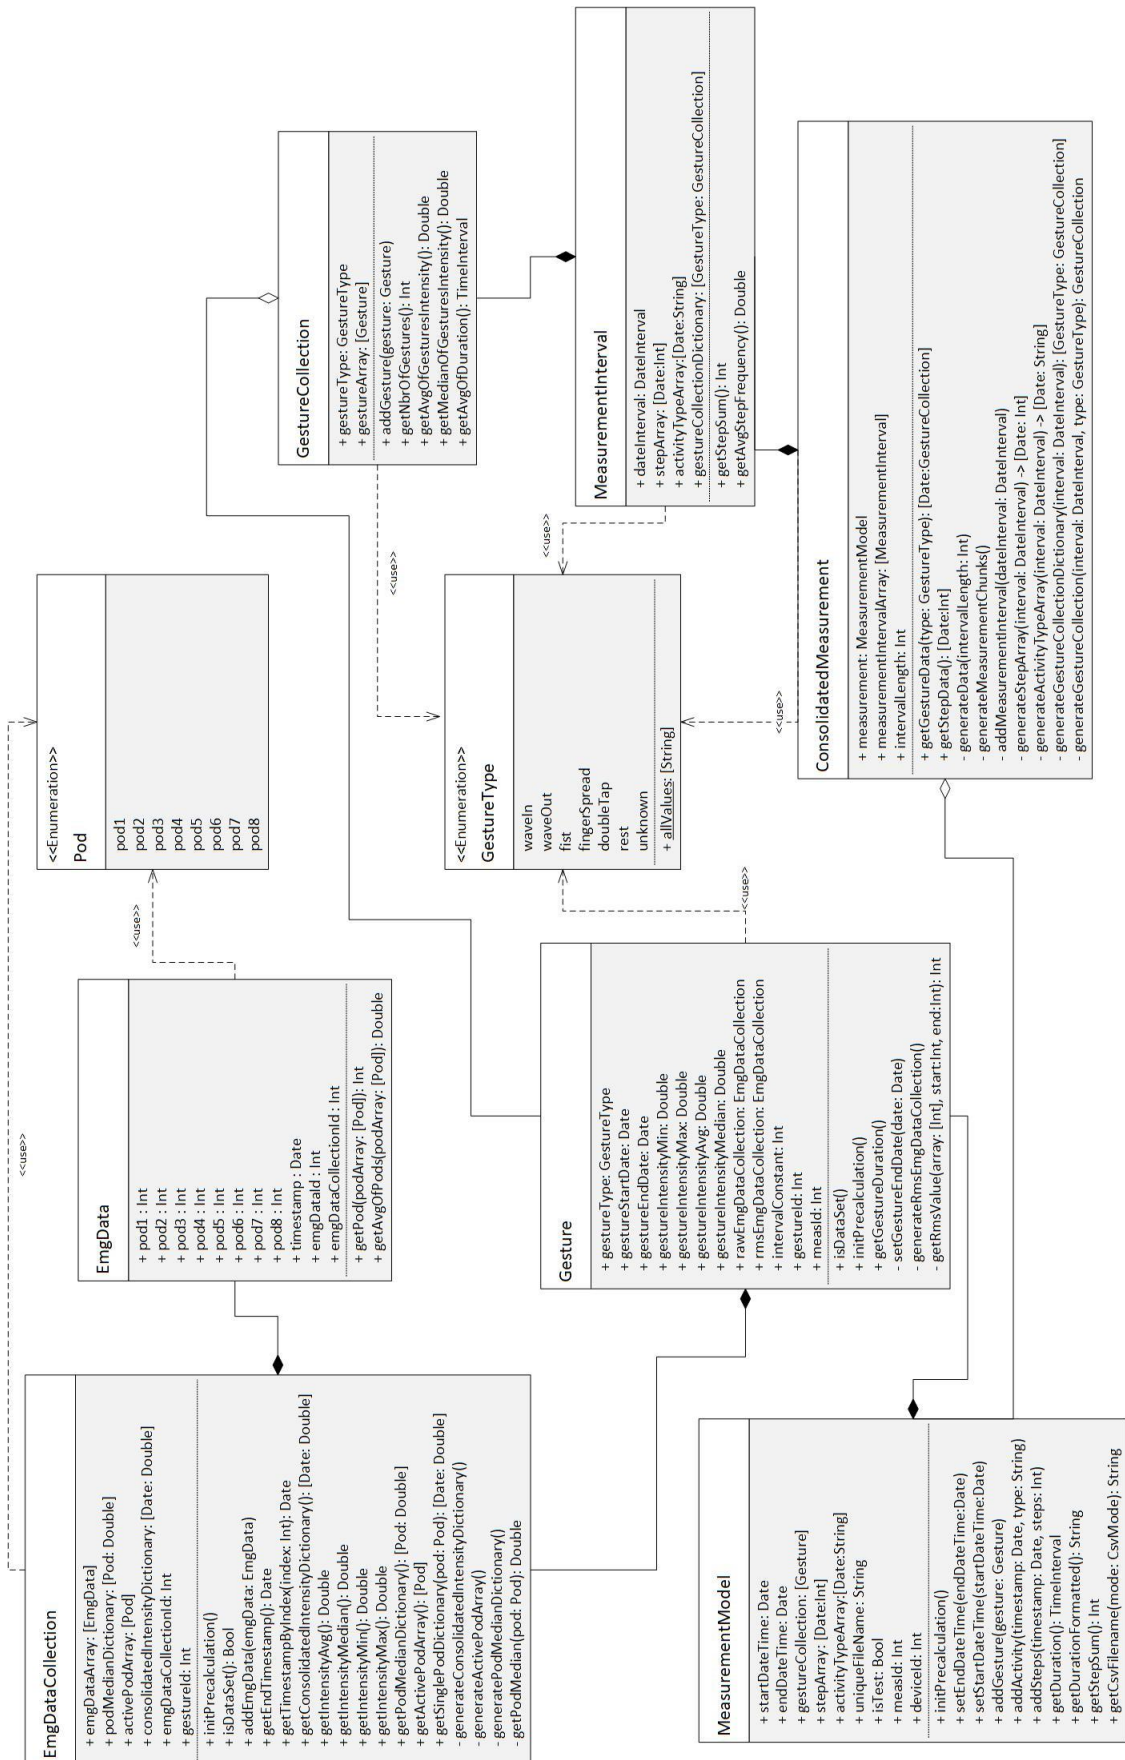 EmgDataCollection
+ emgDataArray: [EmgData]
+ podMedianDictionary: [Pod: Double]
+ activePodArray: [Pod]
+ consolidatedIntensityDictionary: [Date: Double]
+ emgDataCollectionId: Int
+ gestureId: Int
+ initPrecalculation()
+ isDataSet(): Bool
+ addEmgData(emgData: EmgData)
+ getEndTimestamp(): Date
+ getTimestampByIndex(index: Int): Date
+ getConsolidatedIntensityDictionary(): [Date: Double]
+ getIntensityAvg(): Double
+ getIntensityMedian(): Double
+ getIntensityMin(): Double
+ getIntensityMax(): Double
+ getPodMedianDictionary(): [Pod: Double]
+ getActivePodArray(): [Pod]
+ getSinglePodDictionary(pod: Pod): [Date: Double]
- generateConsolidatedIntensityDictionary()
- generateActivePodArray()
- generatePodMedianDictionary()
- getPodMedian(pod: Pod): Double
<<use>>
EmgData
+ pod1 : Int
+ pod2 : Int
+ pod3 : Int
+ pod4 : Int
+ pod5 : Int
+ pod6 : Int
+ pod7 : Int
+ pod8 : Int
+ timestamp : Date
+ emgDataId : Int
+ emgDataCollectionId : Int
+ getPod(podArray: [Pod]): Int
+ getAvgOfPods(podArray: [Pod]): Double
<<use>>
<<Enumeration>>
Pod
pod1
pod2
pod3
pod4
pod5
pod6
pod7
pod8
GestureCollection
+ gestureType: GestureType
+ gestureArray: [Gesture]
+ addGesture(gesture: Gesture)
+ getNbrOfGestures(): Int
+ getAvgOfGesturesIntensity(): Double
+ getMedianOfGesturesIntensity(): Double
+ getAvgOfDuration(): TimeInterval
<<use>>
MeasurementModel
+ startDateTime: Date
+ endDateTime: Date
+ gestureCollection: [Gesture]
+ stepArray: [Date:Int]
+ activityTypeArray:[Date:String]
+ uniqueFileName: String
+ isTest: Bool
+ measId: Int
+ deviceId: Int
+ initPrecalculation()
+ setEndDateTime(endDateTime:Date)
+ setStartDateTime(startDateTime:Date)
+ addGesture(gesture: Gesture)
+ addActivity(timestamp: Date, type: String)
+ addSteps(timestamp: Date, steps: Int)
+ getDuration(): TimeInterval
+ getDurationFormatted(): String
+ getStepSum(): Int
+ getCsvFilename(mode: CsvMode): String
Gesture
+ gestureType: GestureType
+ gestureStartDate: Date
+ gestureEndDate: Date
+ gestureIntensityMin: Double
+ gestureIntensityMax: Double
+ gestureIntensityAvg: Double
+ gestureIntensityMedian: Double
+ rawEmgDataCollection: EmgDataCollection
+ rmsEmgDataCollection: EmgDataCollection
+ intervalConstant: Int
+ gestureId: Int
+ measId: Int
+ isDataSet()
+ initPrecalculation()
+ getGestureDuration()
- setGestureEndDate(date: Date)
- generateRmsEmgDataCollection()
- getRmsValue(array: [Int], start:Int, end:Int): Int
<<use>>
<<Enumeration>>
GestureType
waveIn
waveOut
fist
fingerSpread
doubleTap
rest
unknown
+ allValues: [String]
<<use>>
<<use>>
MeasurementInterval
+ dateInterval: DateInterval
+ stepArray: [Date:Int]
+ activityTypeArray:[Date:String]
+ gestureCollectionDictionary: [GestureType: GestureCollection]
+ getStepSum(): Int
+ getAvgStepFrequency(): Double
ConsolidatedMeasurement
+ measurement: MeasurementModel
+ measurementIntervalArray: [MeasurementInterval]
+ intervalLength: Int
+ getGestureData(type: GestureType): [Date:GestureCollection]
+ getStepData(): [Date:Int]
- generateData(intervalLength: Int)
- generateMeasurementChunks()
- addMeasurementInterval(dateInterval: DateInterval)
- generateStepArray(interval: DateInterval) -> [Date: Int]
- generateActivityTypeArray(interval: DateInterval) -> [Date: String]
- generateGestureCollectionDictionary(interval: DateInterval): [GestureType: GestureCollection]
- generateGestureCollection(interval: DateInterval, type: GestureType): GestureCollection